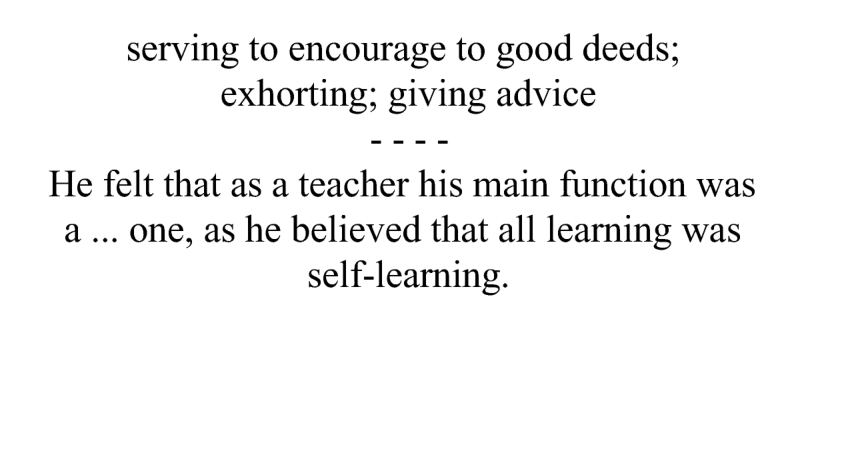 serving to encourage to good deeds;
exhorting; giving advice
- - - -
He felt that as a teacher his main function was
a ... one, as he believed that all learning was
self-learning.